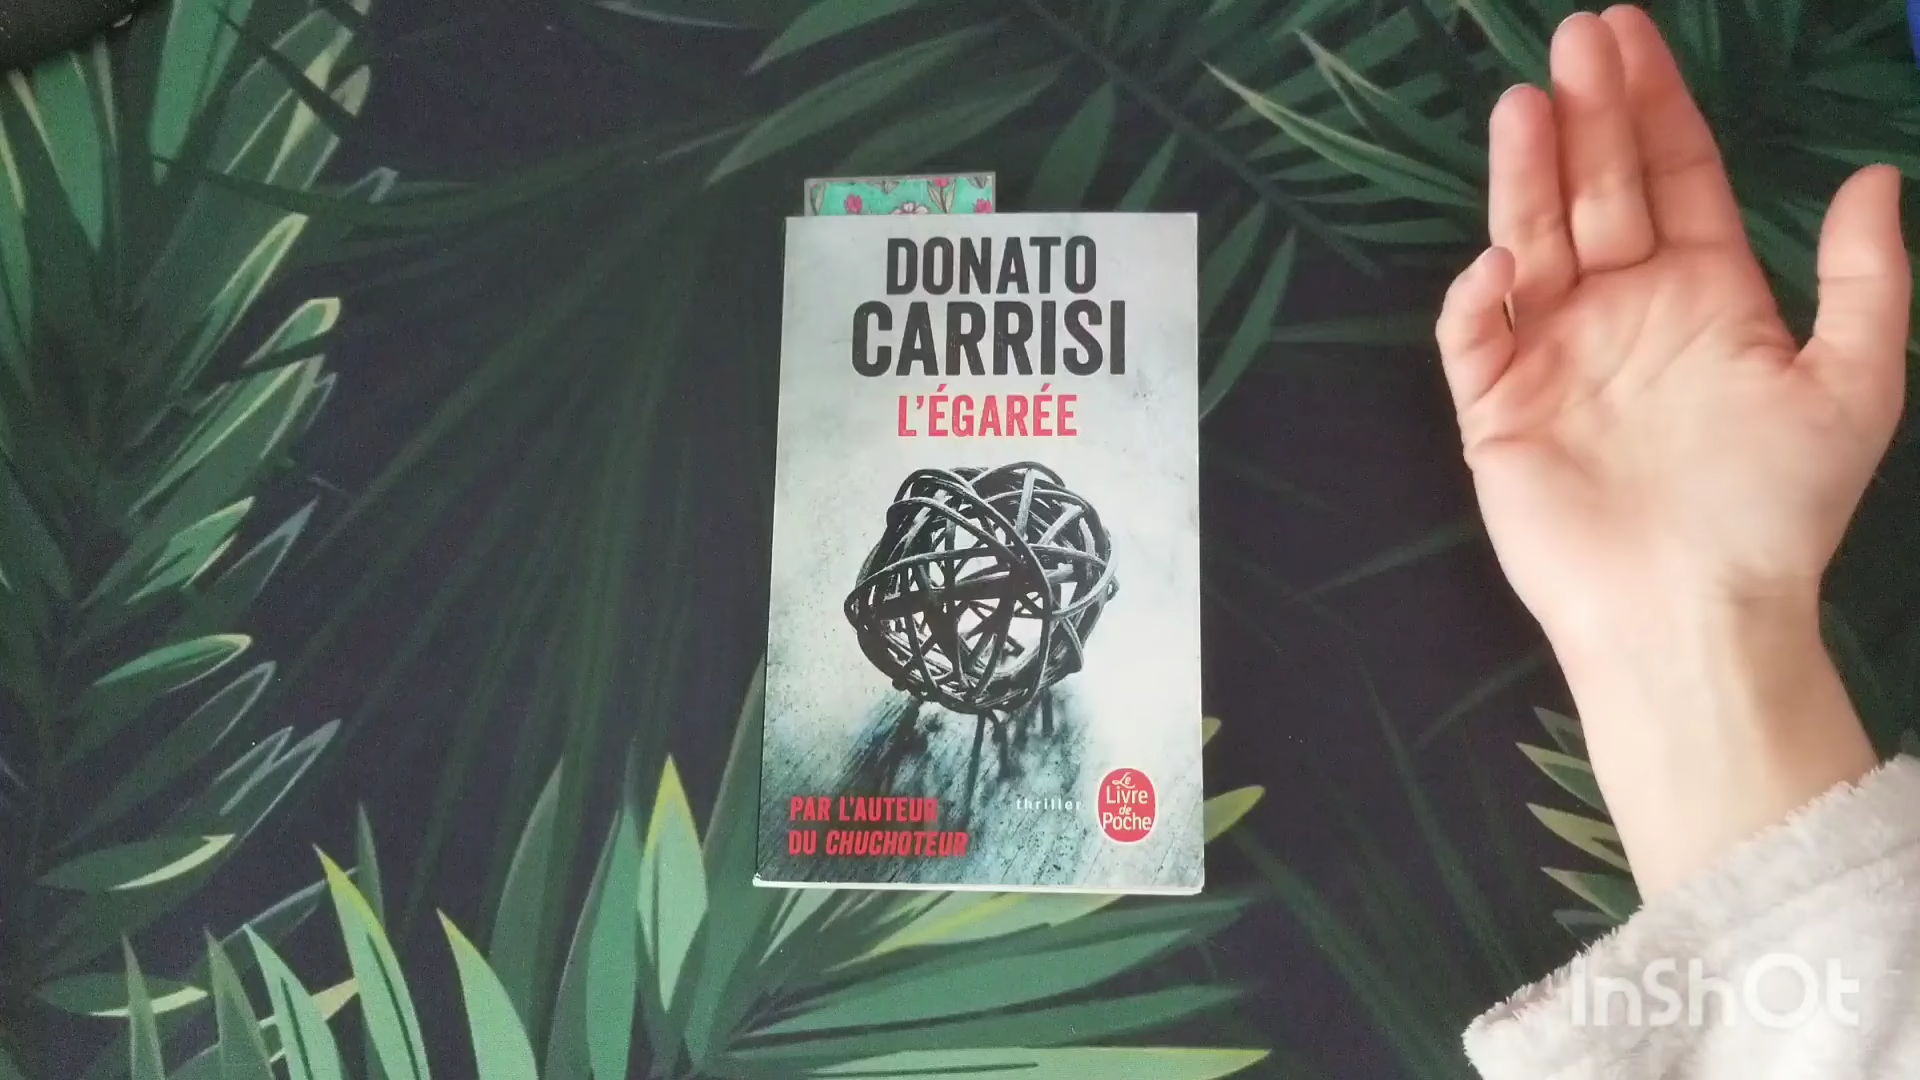 DONATO
CARRISI
L'ÉGARÉE
PAR L'AUTEUR
DU CHUCHOTEUR
thriller
Le
Livre
de
Poche
InShOt